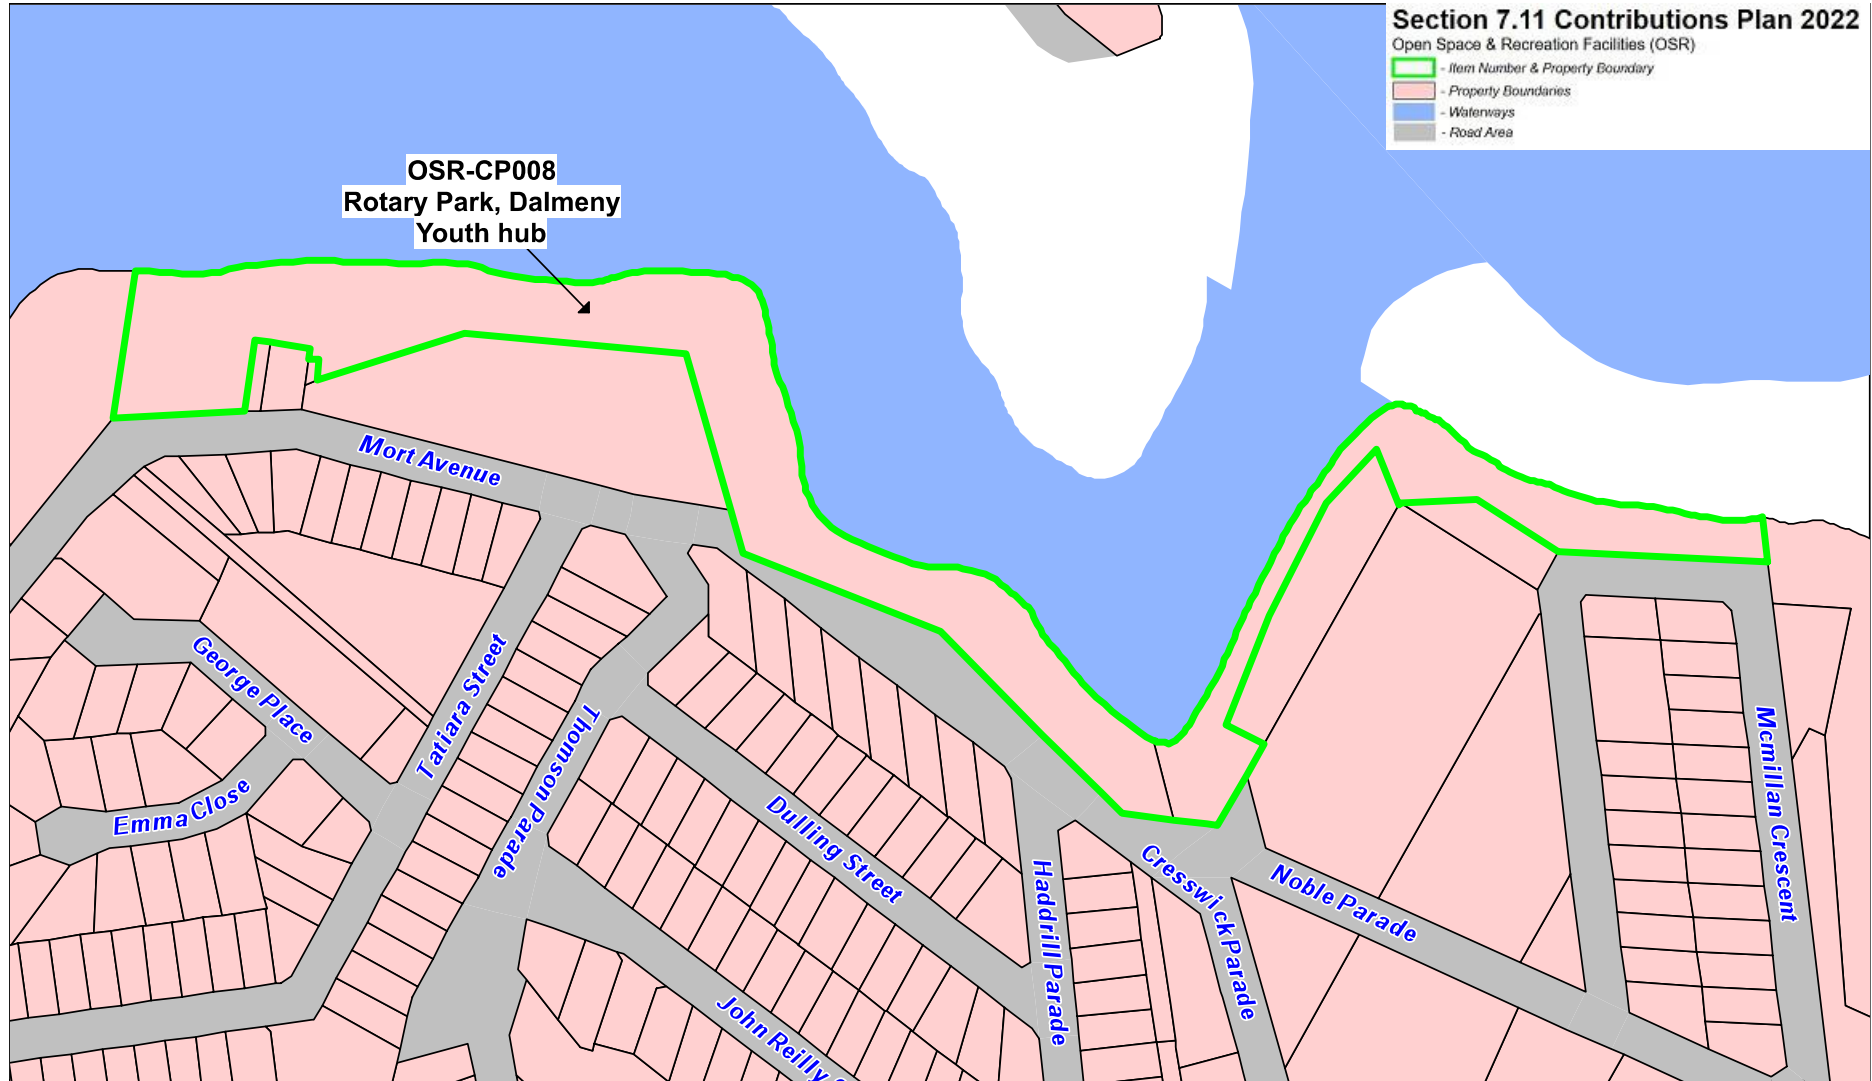 Section 7.11 Contributions Plan 2022
Open Space & Recreation Facilities (OSR)
- Item Number & Property Boundary
- Property Boundaries
- Waterways
- Road Area
OSR-CP008
Rotary Park, Dalmeny
Youth hub
Mort Avenue
George Place
Tatiara Street
Thomson Parade
Emma Close
Dulling Street
Haddrill Parade
Cresswick Parade
Noble Parade
Mcmillan Crescent
John Reilly